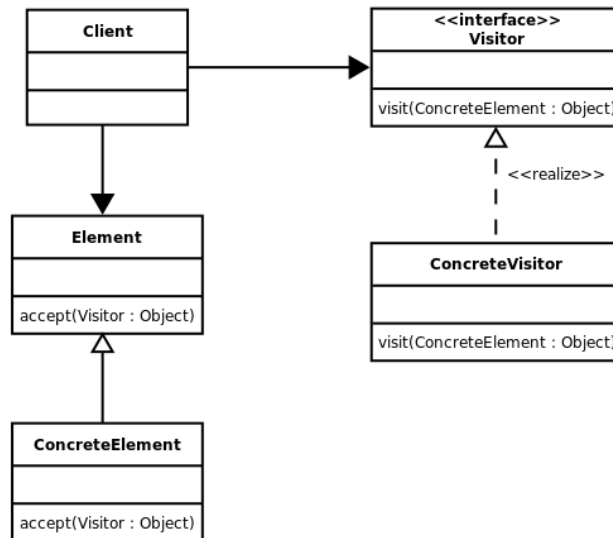 Client
<<interface>>
Visitor
visit(ConcreteElement : Object)
<<realize>>
Element
accept(Visitor : Object)
ConcreteVisitor
visit(ConcreteElement : Object)
ConcreteElement
accept(Visitor : Object)